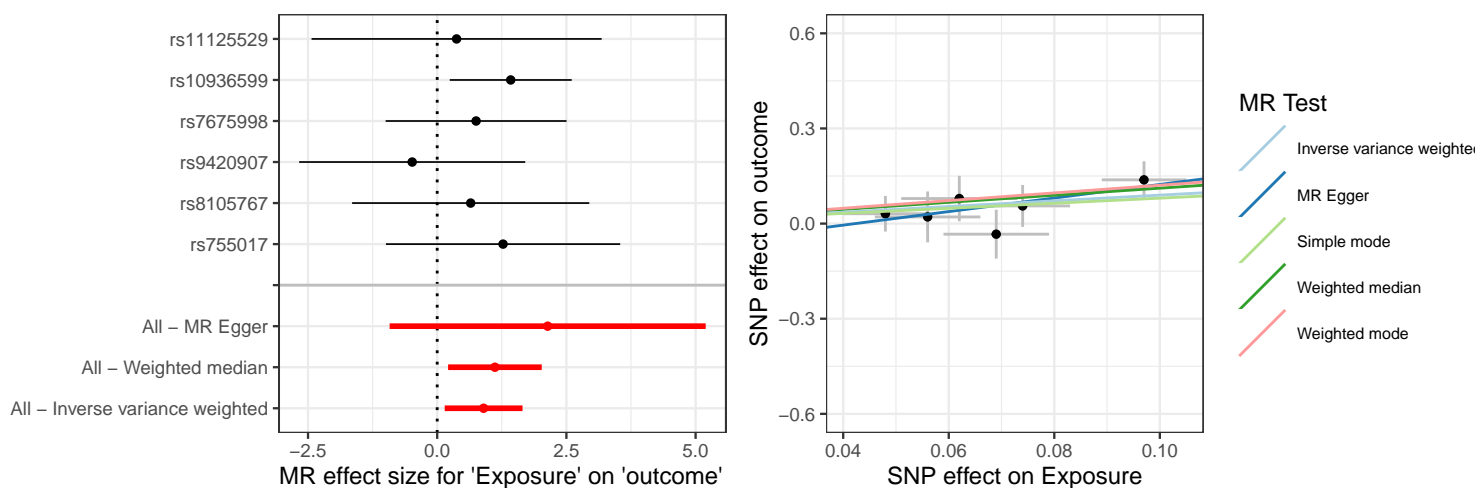 rs11125529
rs10936599
rs7675998
rs9420907
rs8105767
rs755017
All − MR Egger
All − Weighted median
All − Inverse variance weighted
−2.5
0.0
2.5
5.0
MR effect size for 'Exposure' on 'outcome'
SNP effect on outcome
0.6
0.3
0.0
−0.3
−0.6
0.04
0.06
0.08
0.10
SNP effect on Exposure
MR Test
Inverse variance weighted
MR Egger
Simple mode
Weighted median
Weighted mode